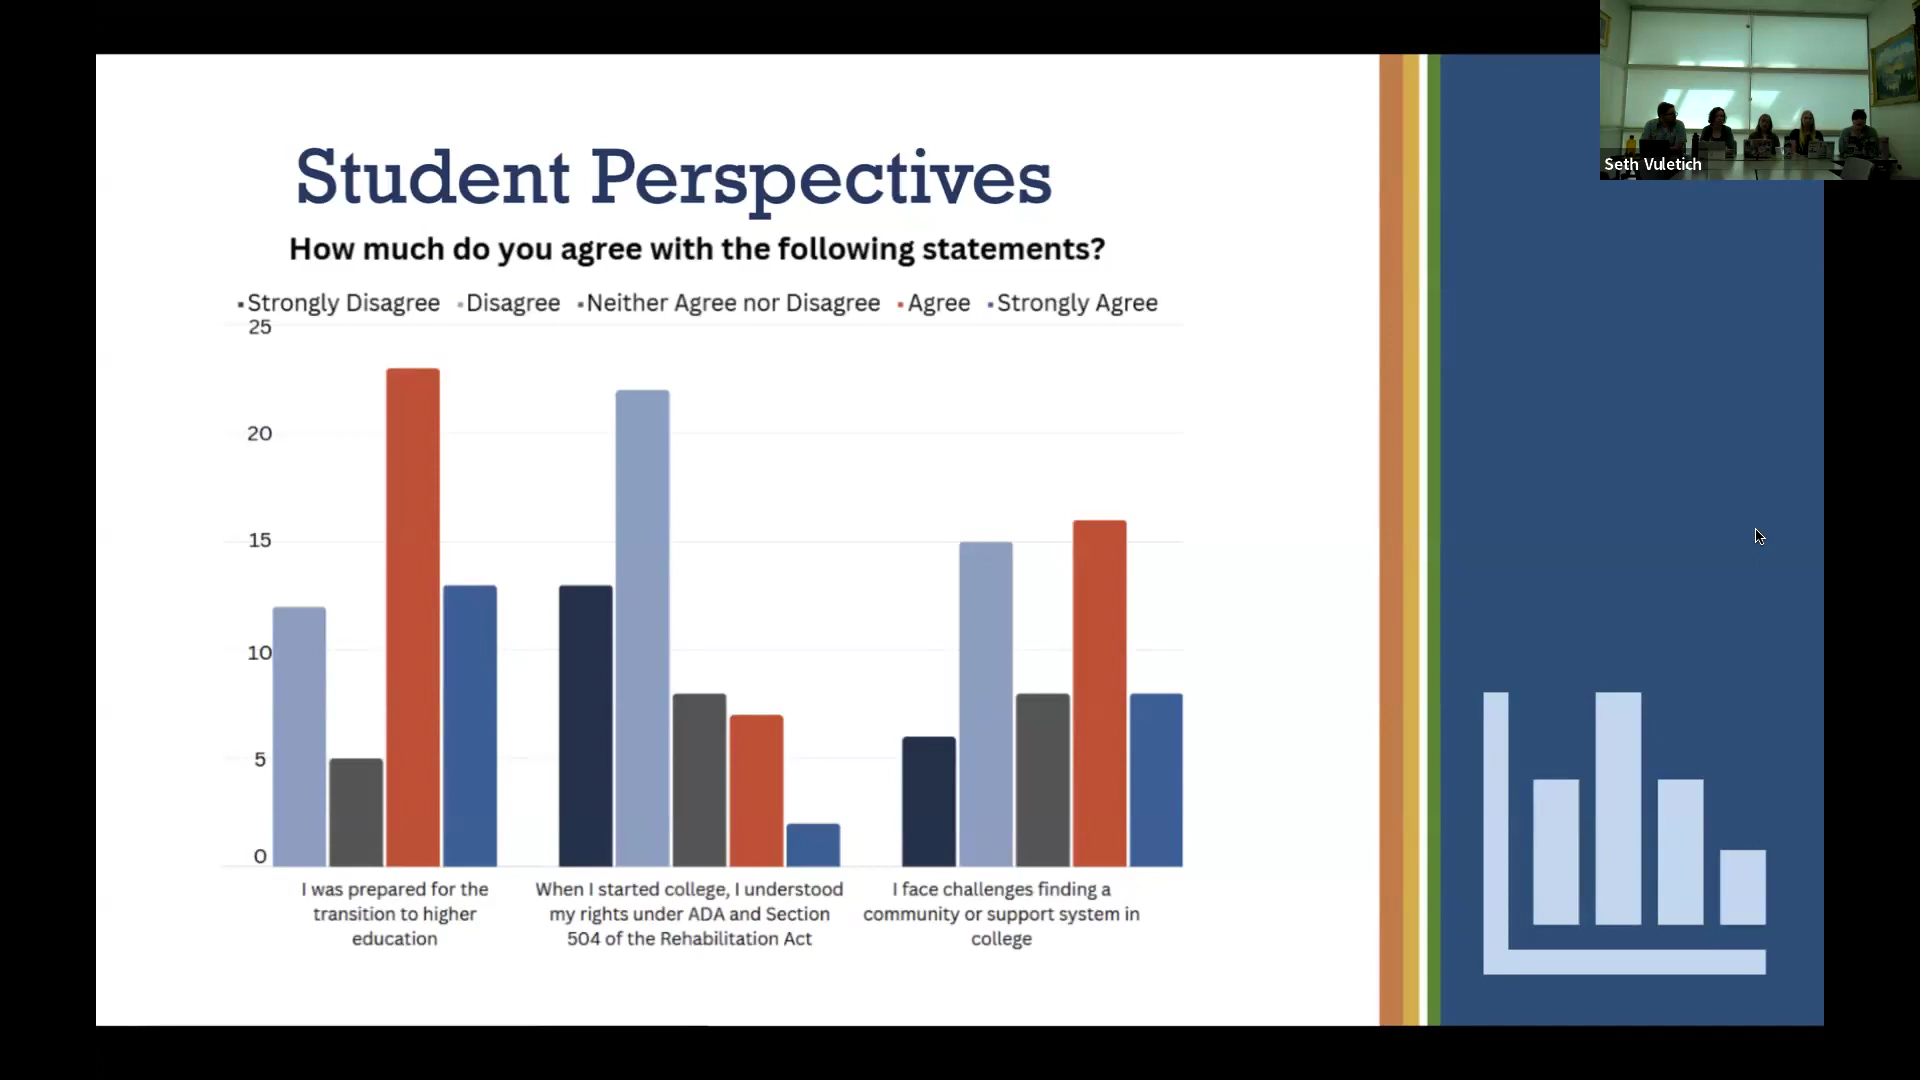 Student Perspectives
How much do you agree with the following statements?
Strongly Disagree Disagree Neither Agree nor Disagree Agree Strongly Agree
25
20
15
10
5
0
I was prepared for the
transition to higher
education
When I started college, I understood
my rights under ADA and Section
504 of the Rehabilitation Act
I face challenges finding a
community or support system in
college
Seth Vuletich